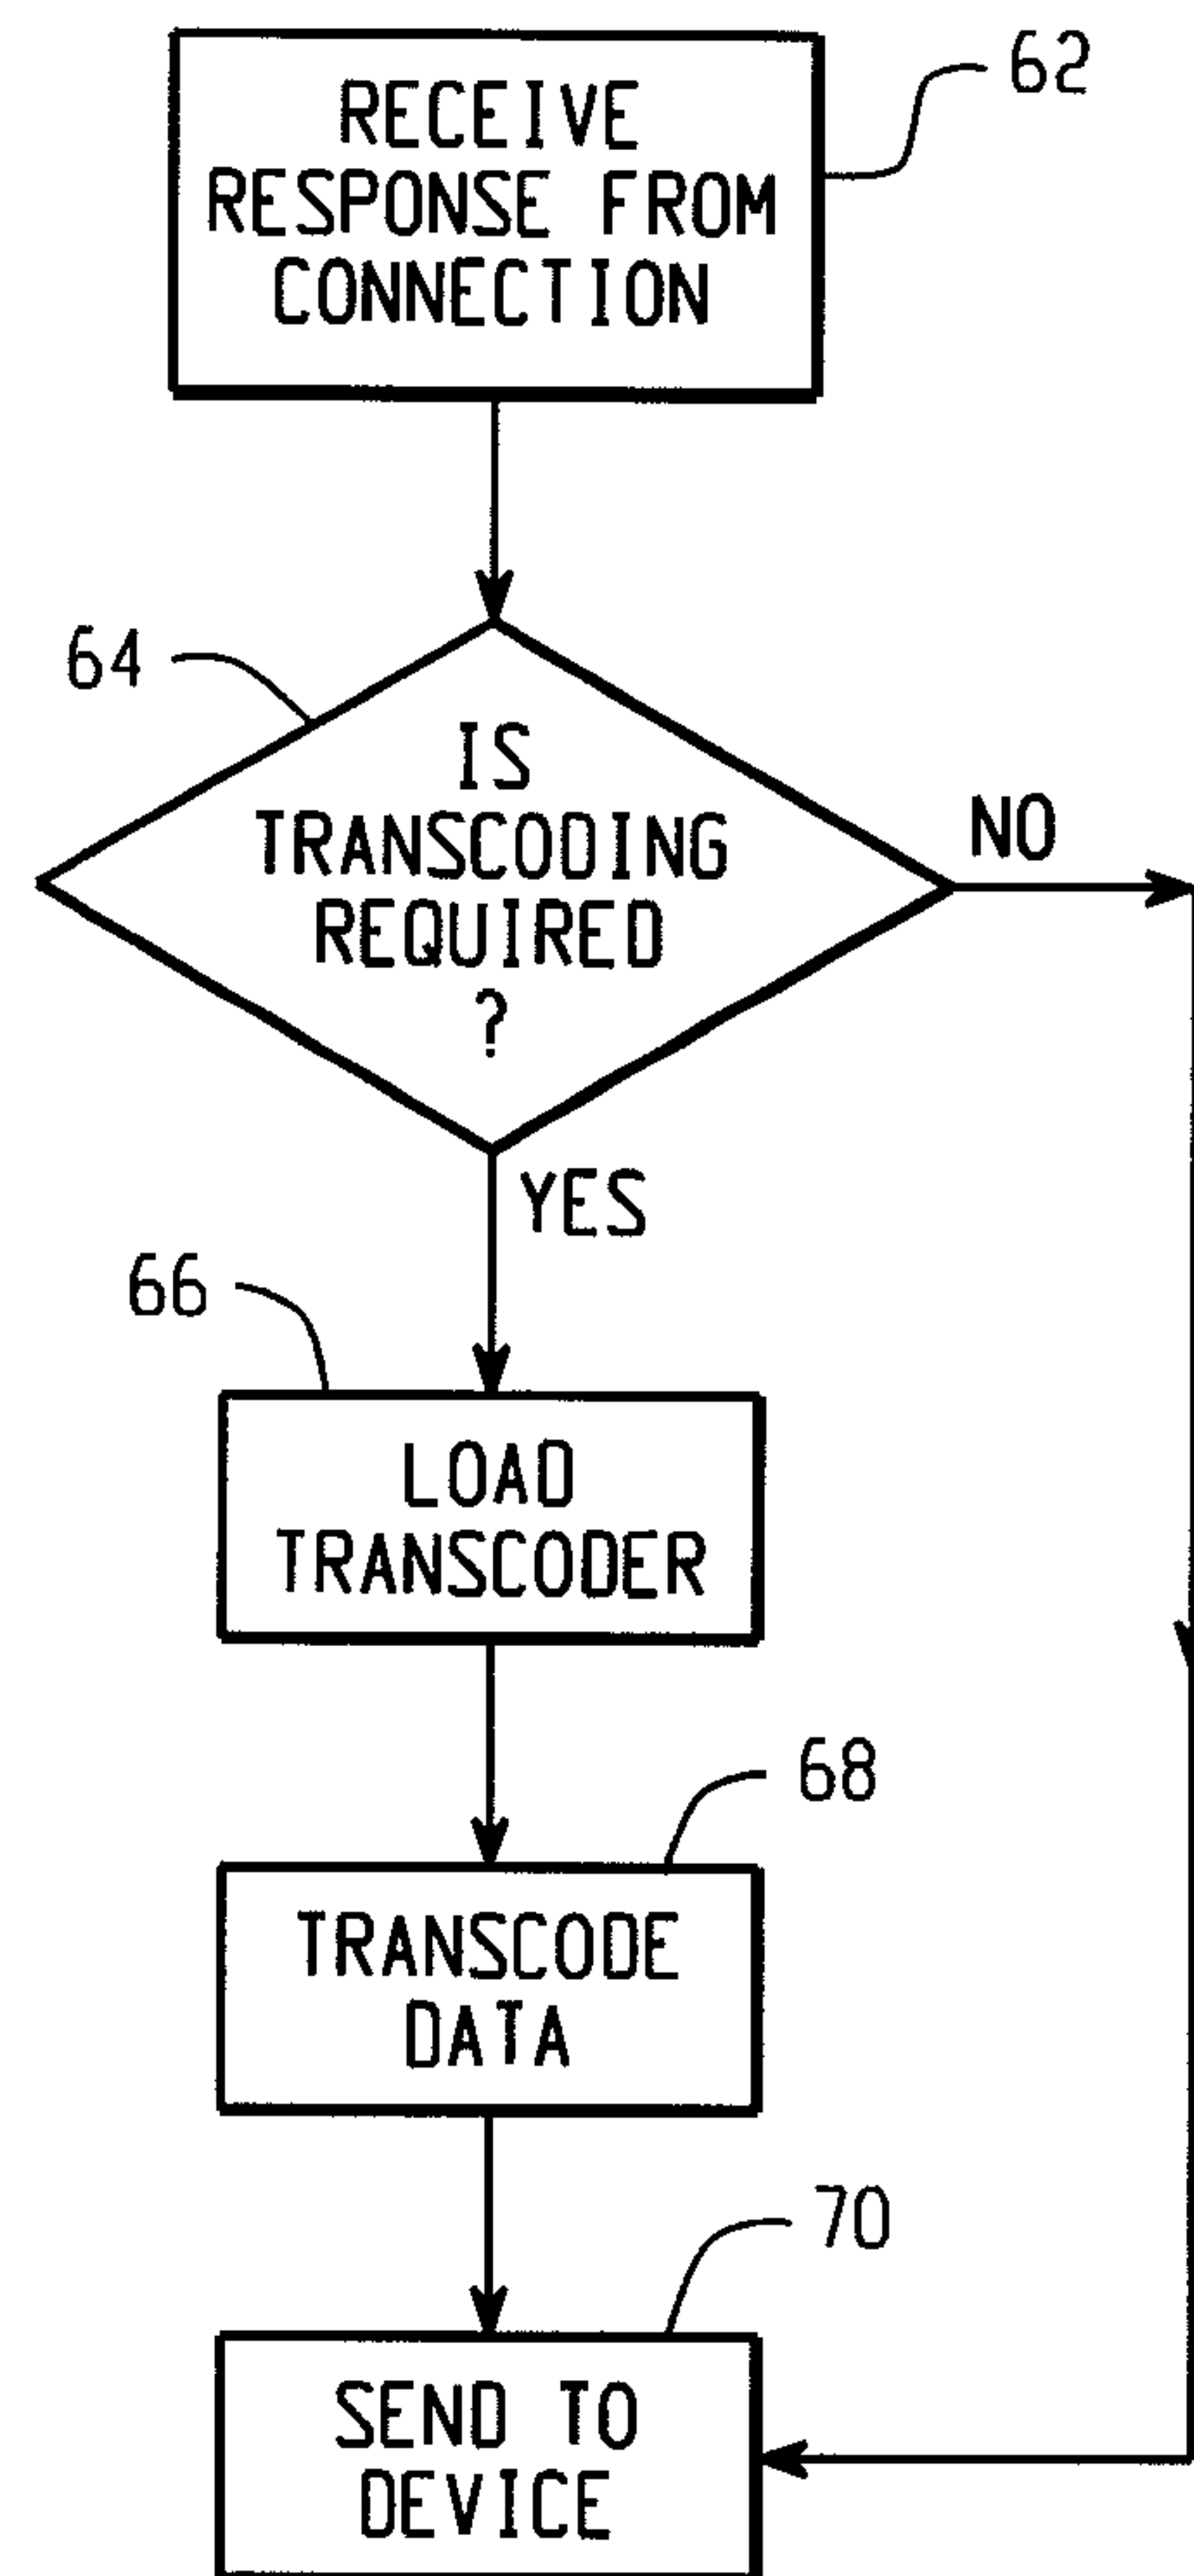 RECEIVE
RESPONSE FROM
CONNECTION
62
64
IS
TRANSCODING
REQUIRED
?
NO
YES
66
LOAD
TRANSCODER
68
TRANSCODE
DATA
70
SEND TO
DEVICE